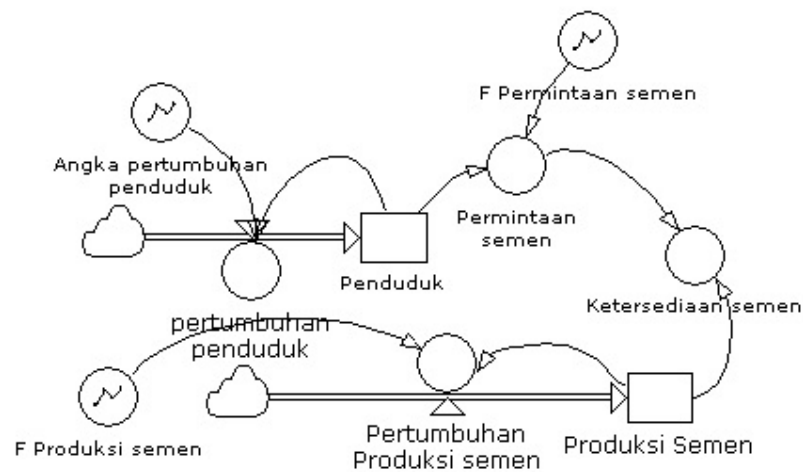 F Permintaan semen
Angka pertumbuhan
penduduk
Permintaan
semen
Penduduk
Ketersediaan semen
pertumbuhan
penduduk
F Produksi semen
Pertumbuhan
Produksi semen
Produksi Semen